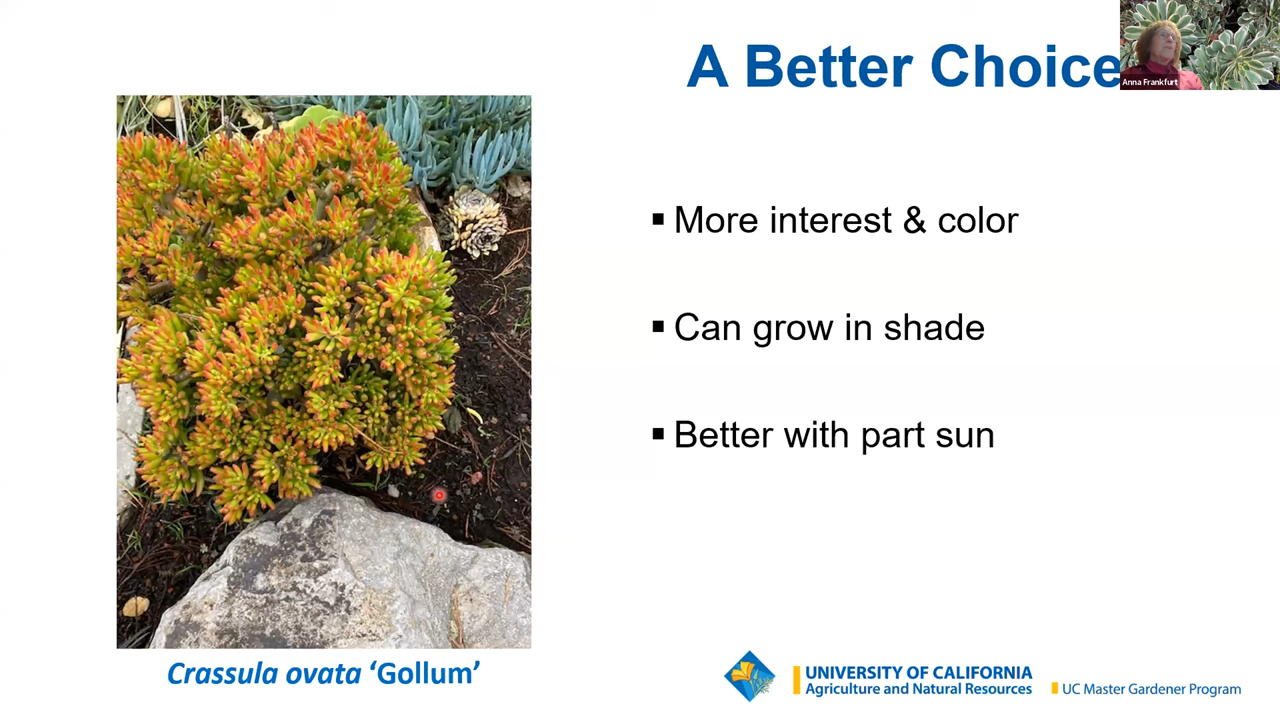 A Better Choice
Anna Frankfurt
▪ More interest & color
▪ Can grow in shade
▪ Better with part sun
Crassula ovata ‘Gollum’
UNIVERSITY OF CALIFORNIA
Agriculture and Natural Resources
UC Master Gardener Program